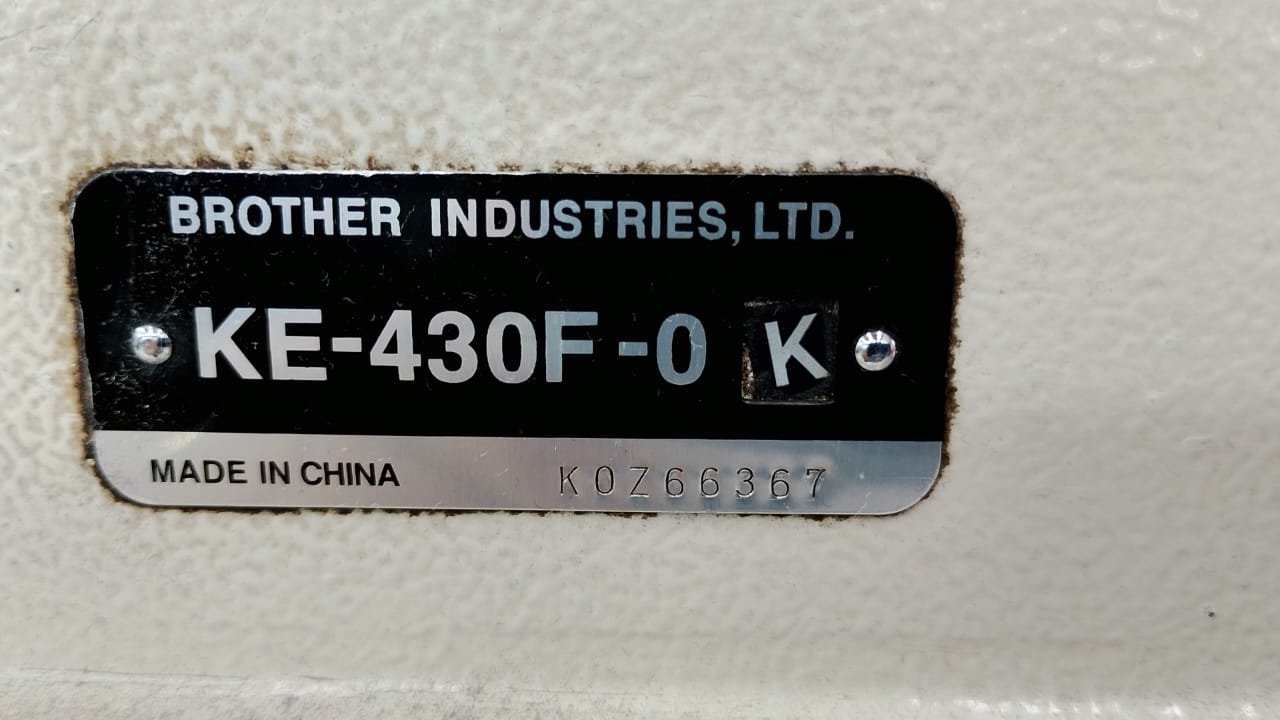 BROTHER INDUSTRIES, LTD.
KE-430F-0 K
MADE IN CHINA K0Z66367